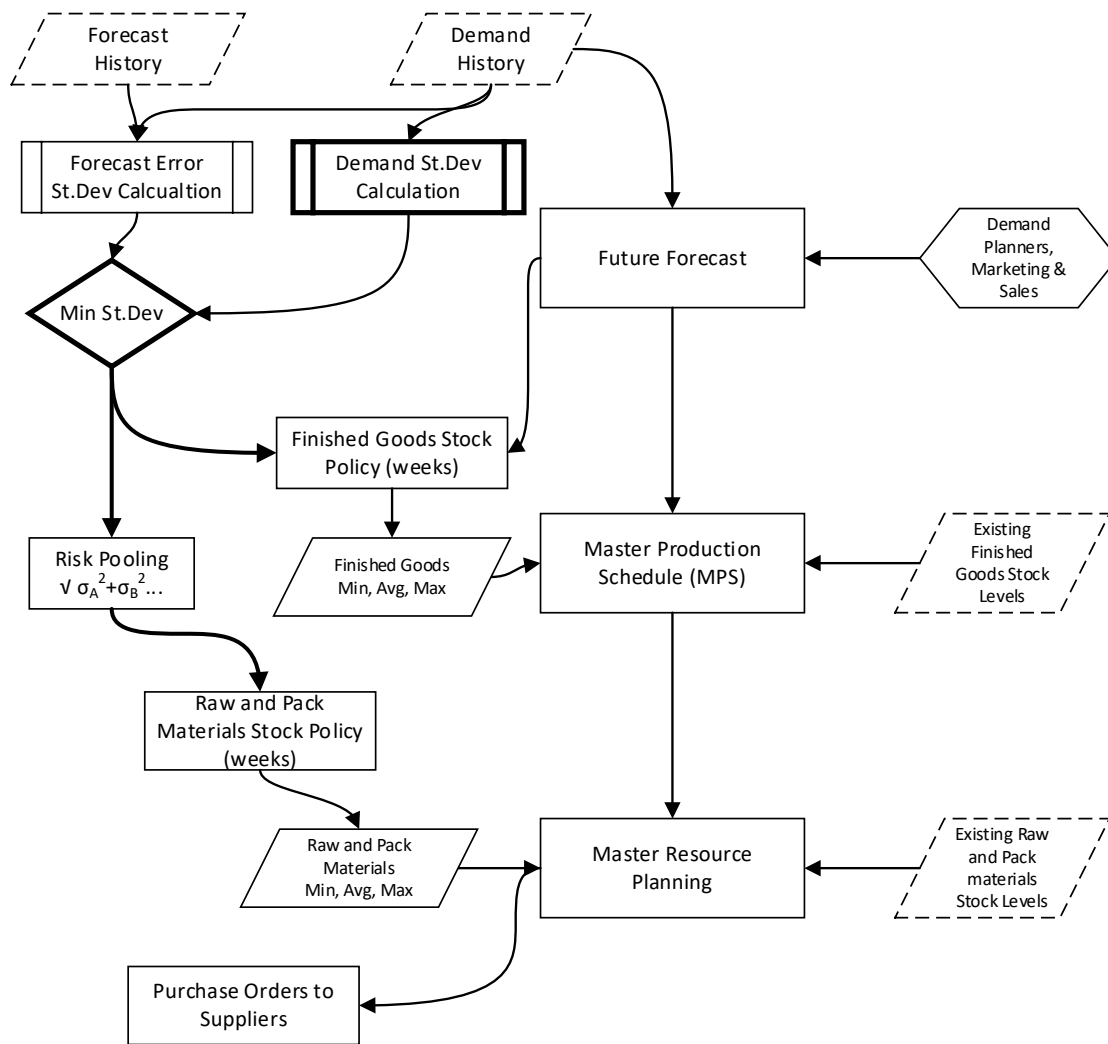 Forecast
History
Demand
History
Forecast Error
St.Dev Calcualtion
Demand St.Dev
Calculation
Future Forecast
Demand
Planners,
Marketing &
Sales
Min St.Dev
Finished Goods Stock
Policy (weeks)
Risk Pooling
√ σ_A²+σ_B²...
Finished Goods
Min, Avg, Max
Master Production
Schedule (MPS)
Existing
Finished
Goods Stock
Levels
Raw and Pack
Materials Stock Policy
(weeks)
Raw and Pack
Materials
Min, Avg, Max
Master Resource
Planning
Existing Raw
and Pack
materials
Stock Levels
Purchase Orders to
Suppliers